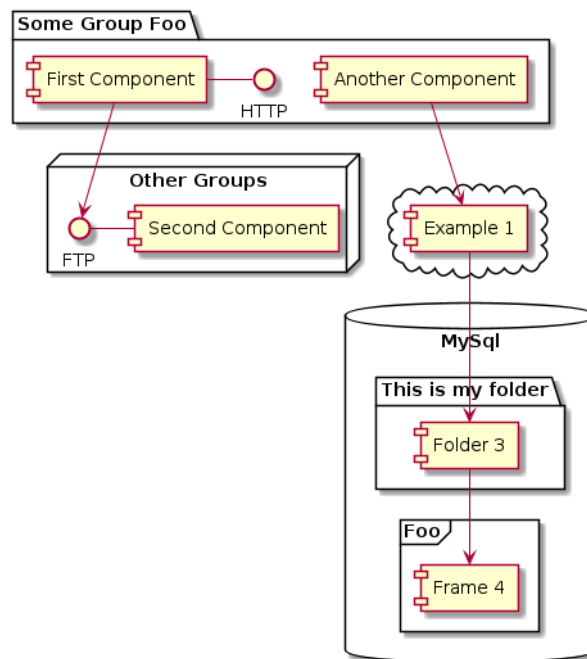 Some Group Foo
First Component
HTTP
Another Component
Other Groups
FTP
Second Component
Example 1
MySql
This is my folder
Folder 3
Foo
Frame 4